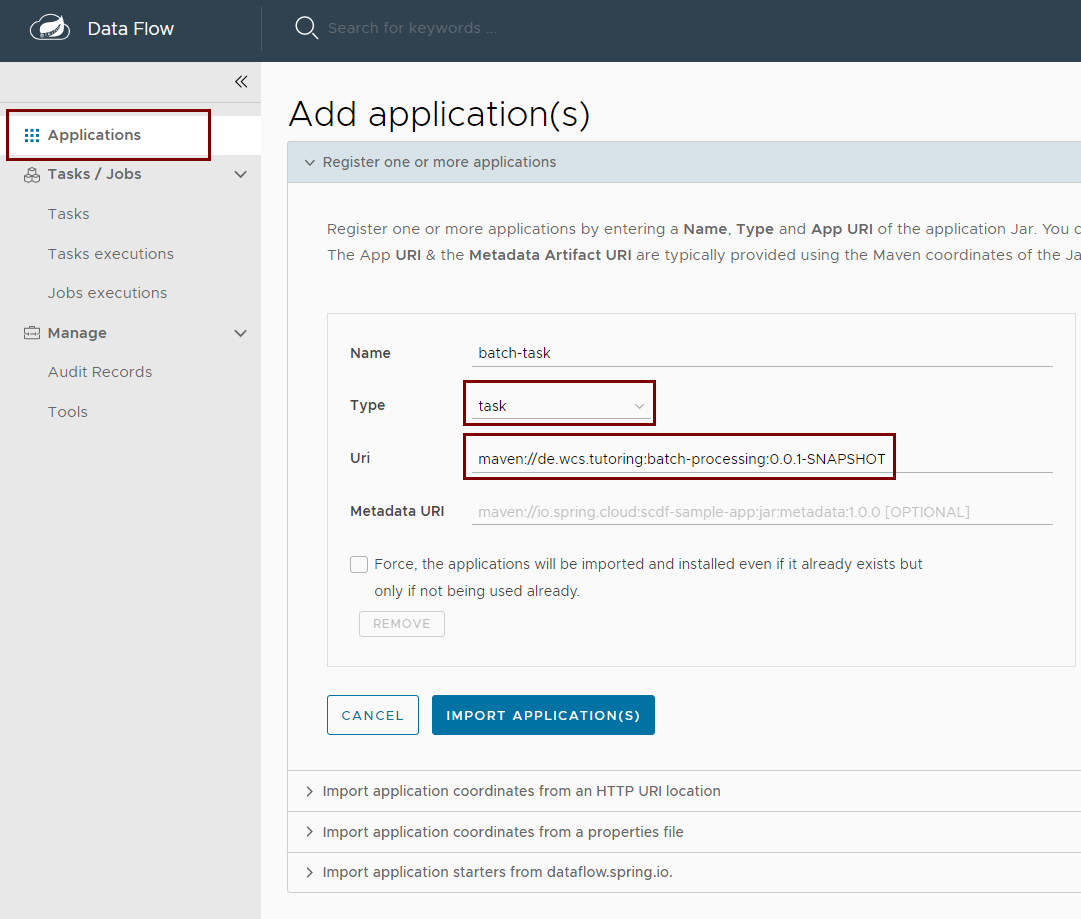 Data Flow
Search for keywords ...
Applications
Tasks / Jobs
Tasks
Tasks executions
Jobs executions
Manage
Audit Records
Tools
Add application(s)
Register one or more applications
Register one or more applications by entering a Name, Type and App URI of the application Jar. You
The App URI & the Metadata Artifact URI are typically provided using the Maven coordinates of the
Name
batch-task
Type
task
Uri
maven://de.wcs.tutoring:batch-processing:0.0.1-SNAPSHOT
Metadata URI
maven://io.spring.cloud:scdf-sample-app:jar:metadata:1.0.0 [OPTIONAL]
Force, the applications will be imported and installed even if it already exists but
only if not being used already.
REMOVE
CANCEL
IMPORT APPLICATION(S)
Import application coordinates from an HTTP URI location
Import application coordinates from a properties file
Import application starters from dataflow.spring.io.